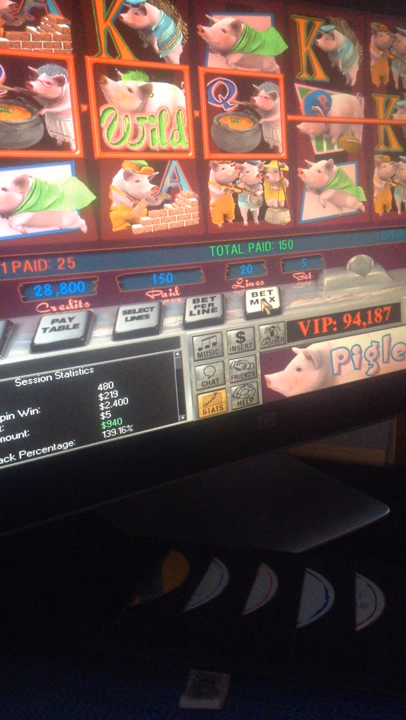 K
K
Q
Wild
Q
K
A
1 PAID: 25
TOTAL PAID: 150
28,800
150
20
5
Credits
Paid
Lines
Bet
PAY TABLE
SELECT LINES
BET PER LINE
BET MAX
VIP: 94,187
MUSIC
INSERT
CHAT
FRIENDS
STATS
HELP
Pigle
Session Statistics
480
$219
pin Win:
$2,400
t:
$5
$940
mount:
139.16%
ack Percentage: